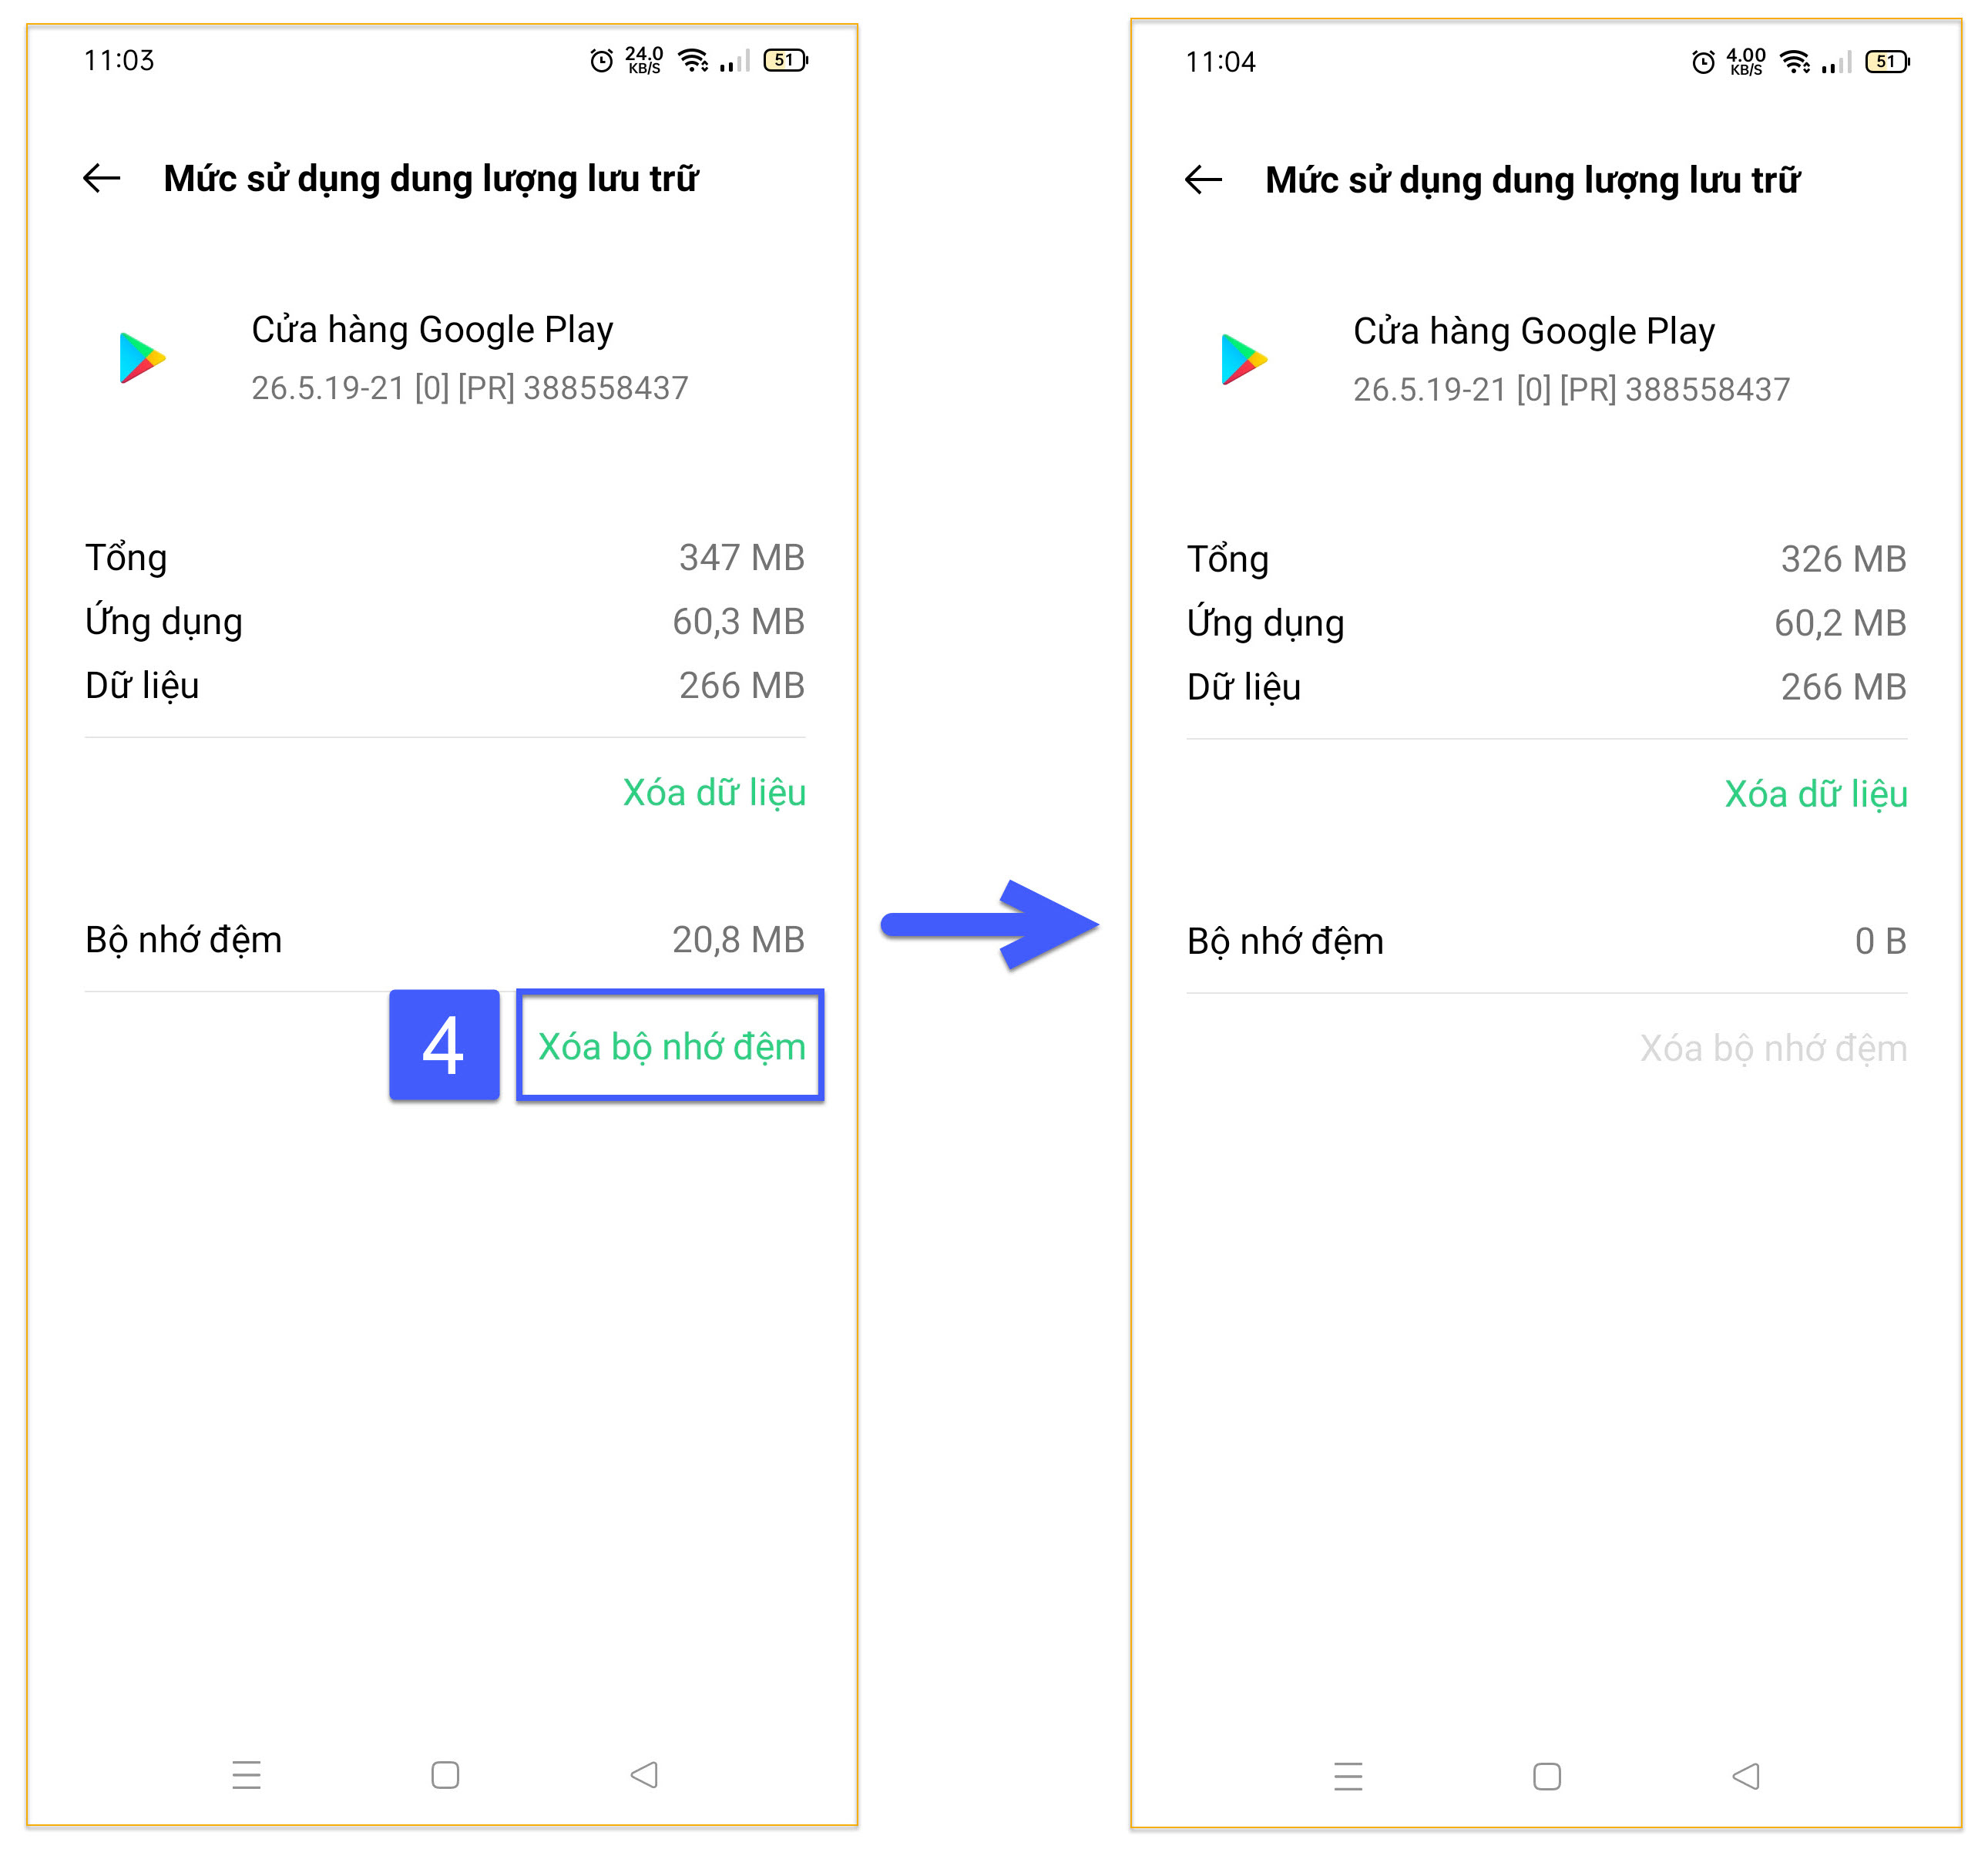 11:03
24.0
KB/S
51
Mức sử dụng dung lượng lưu trữ
Cửa hàng Google Play
26.5.19-21 [0] [PR] 388558437
Tổng 347 MB
Ứng dụng 60,3 MB
Dữ liệu 266 MB
Xóa dữ liệu
Bộ nhớ đệm 20,8 MB
4 Xóa bộ nhớ đệm
11:04
4.00
KB/S
51
Mức sử dụng dung lượng lưu trữ
Cửa hàng Google Play
26.5.19-21 [0] [PR] 388558437
Tổng 326 MB
Ứng dụng 60,2 MB
Dữ liệu 266 MB
Xóa dữ liệu
Bộ nhớ đệm 0 B
Xóa bộ nhớ đệm